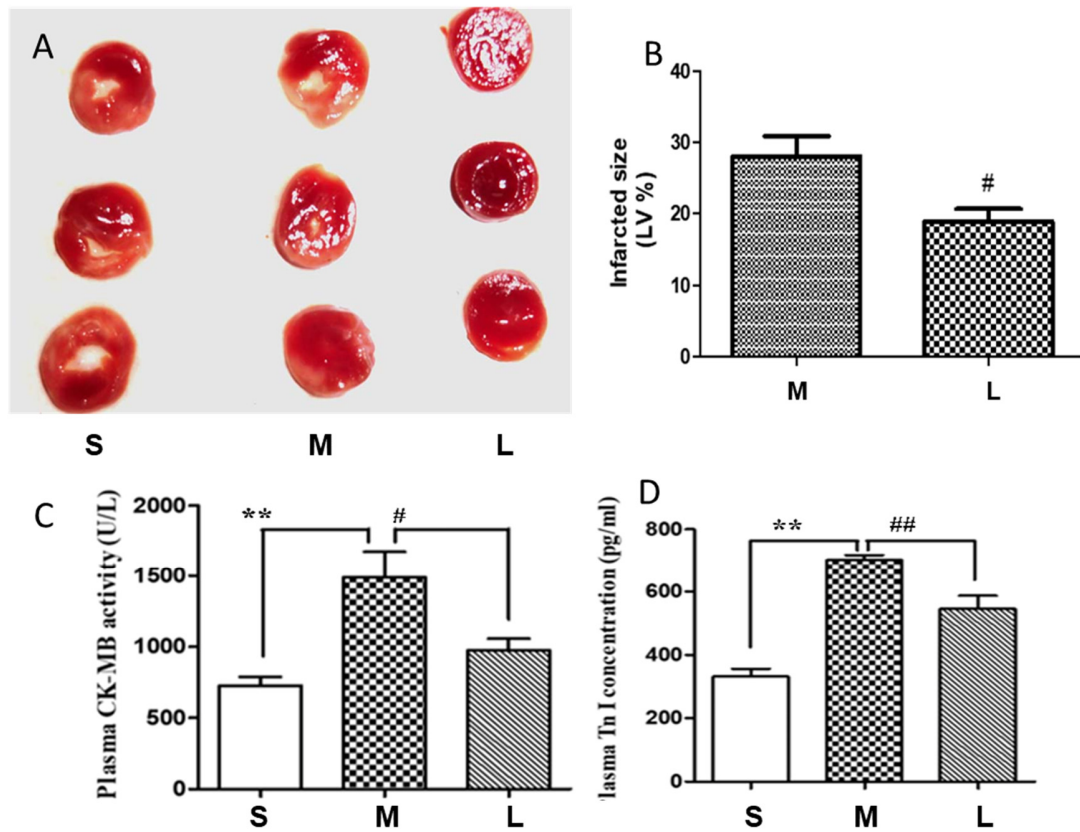 A
S
M
L
B
Infarcted size
(LV %)
40
30
20
10
0
#
M
L
C
Plasma CK-MB activity (U/L)
2000
1500
1000
500
0
**
#
S
M
L
D
lasma Tn I concentration (pg/ml)
800
600
400
200
0
**
##
S
M
L